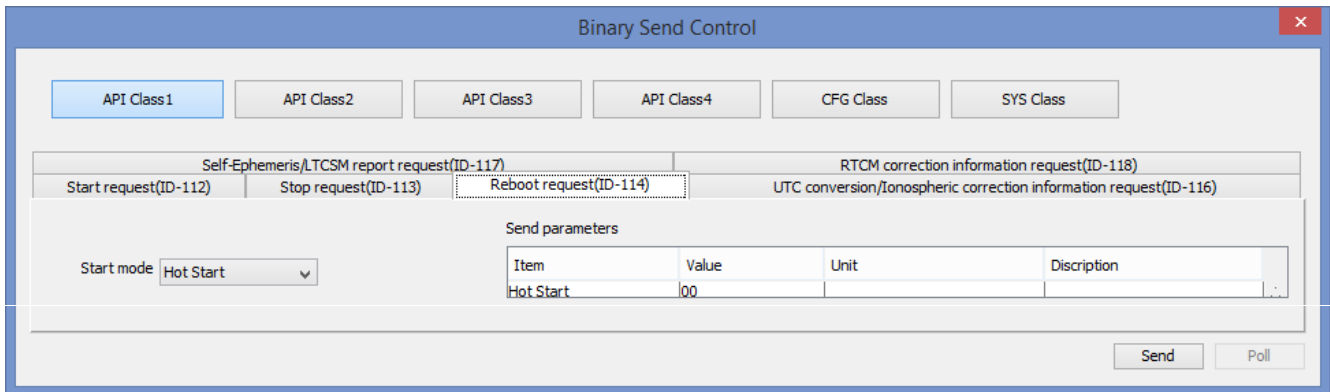 Binary Send Control
API Class1 API Class2 API Class3 API Class4 CFG Class SYS Class
Self-Ephemeris/LTCSM report request(ID-117) RTCM correction information request(ID-118)
Start request(ID-112) Stop request(ID-113) Reboot request(ID-114) UTC conversion/Ionospheric correction information request(ID-116)
Send parameters
Start mode Hot Start
Item Value Unit Discription
Hot Start 00
Send Poll